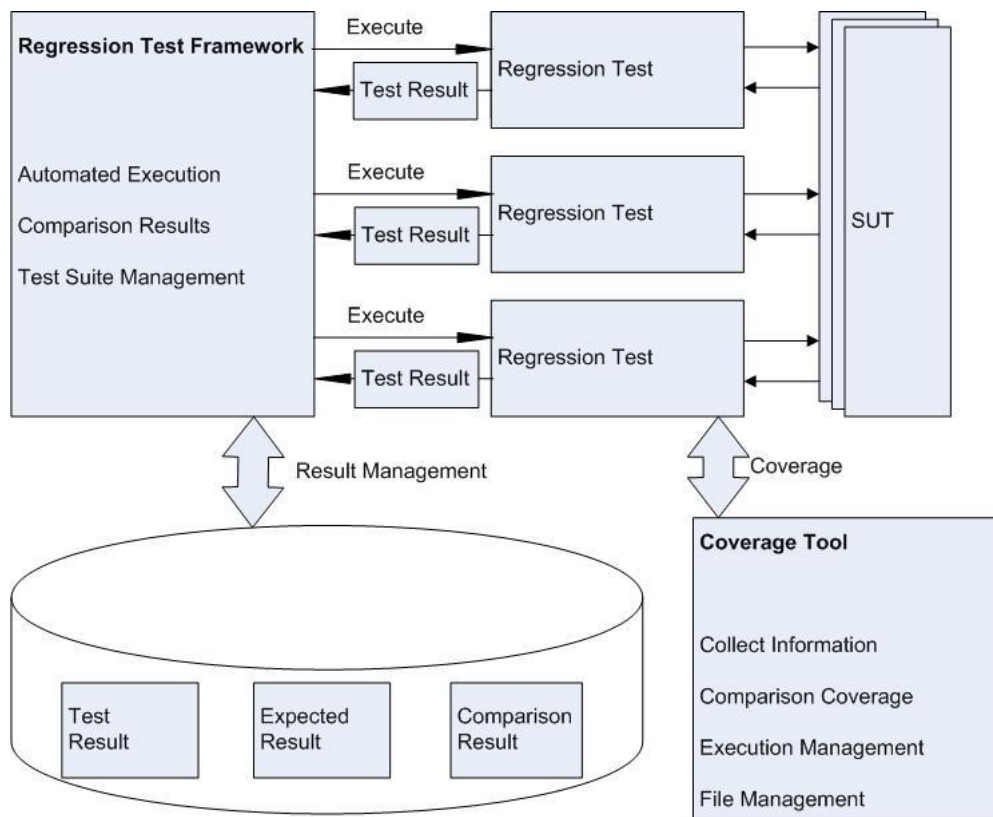 Regression Test Framework
Automated Execution
Comparison Results
Test Suite Management
Execute
Test Result
Regression Test
Execute
Test Result
Regression Test
Execute
Test Result
Regression Test
SUT
Result Management
Coverage
Test
Result
Expected
Result
Comparison
Result
Coverage Tool
Collect Information
Comparison Coverage
Execution Management
File Management